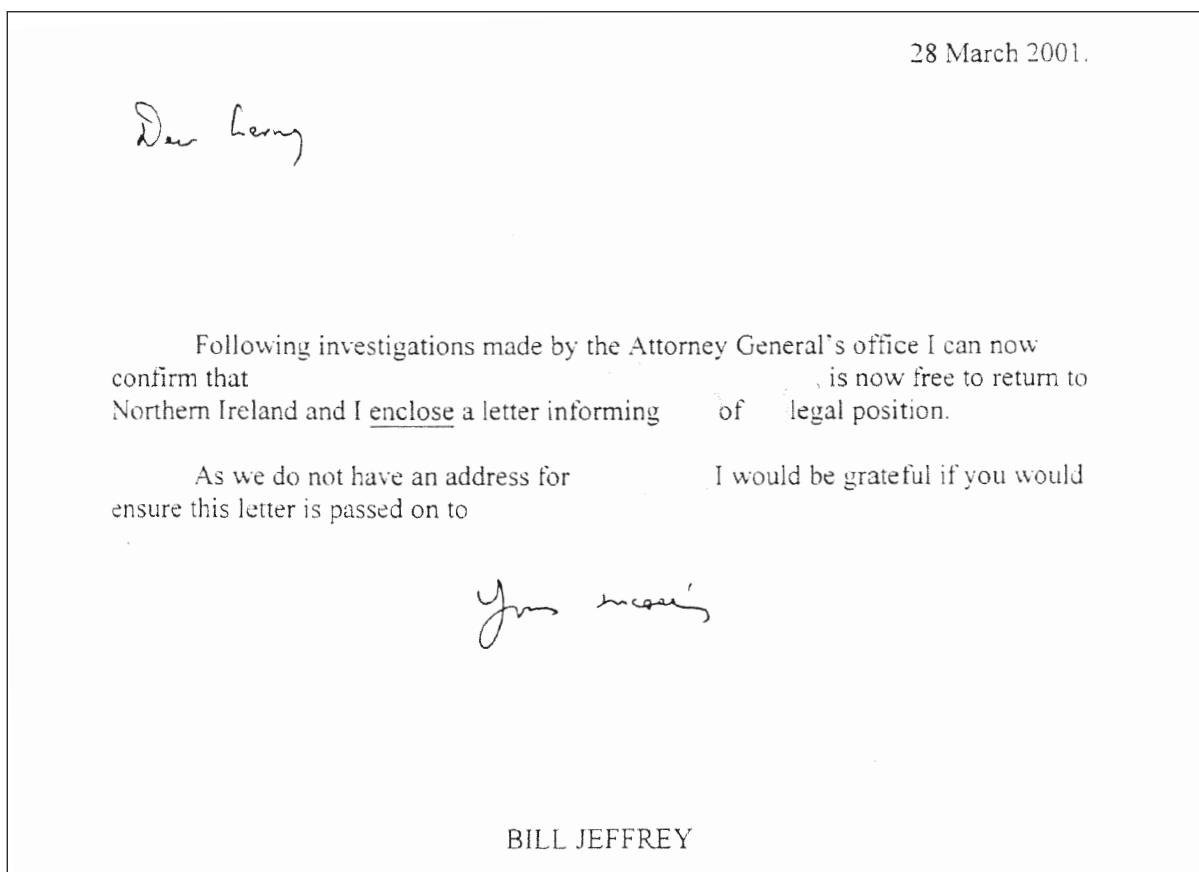 28 March 2001.
Dear Gerry
Following investigations made by the Attorney General's office I can now
confirm that , is now free to return to
Northern Ireland and I enclose a letter informing of legal position.
As we do not have an address for I would be grateful if you would
ensure this letter is passed on to
Yours sincerely
BILL JEFFREY